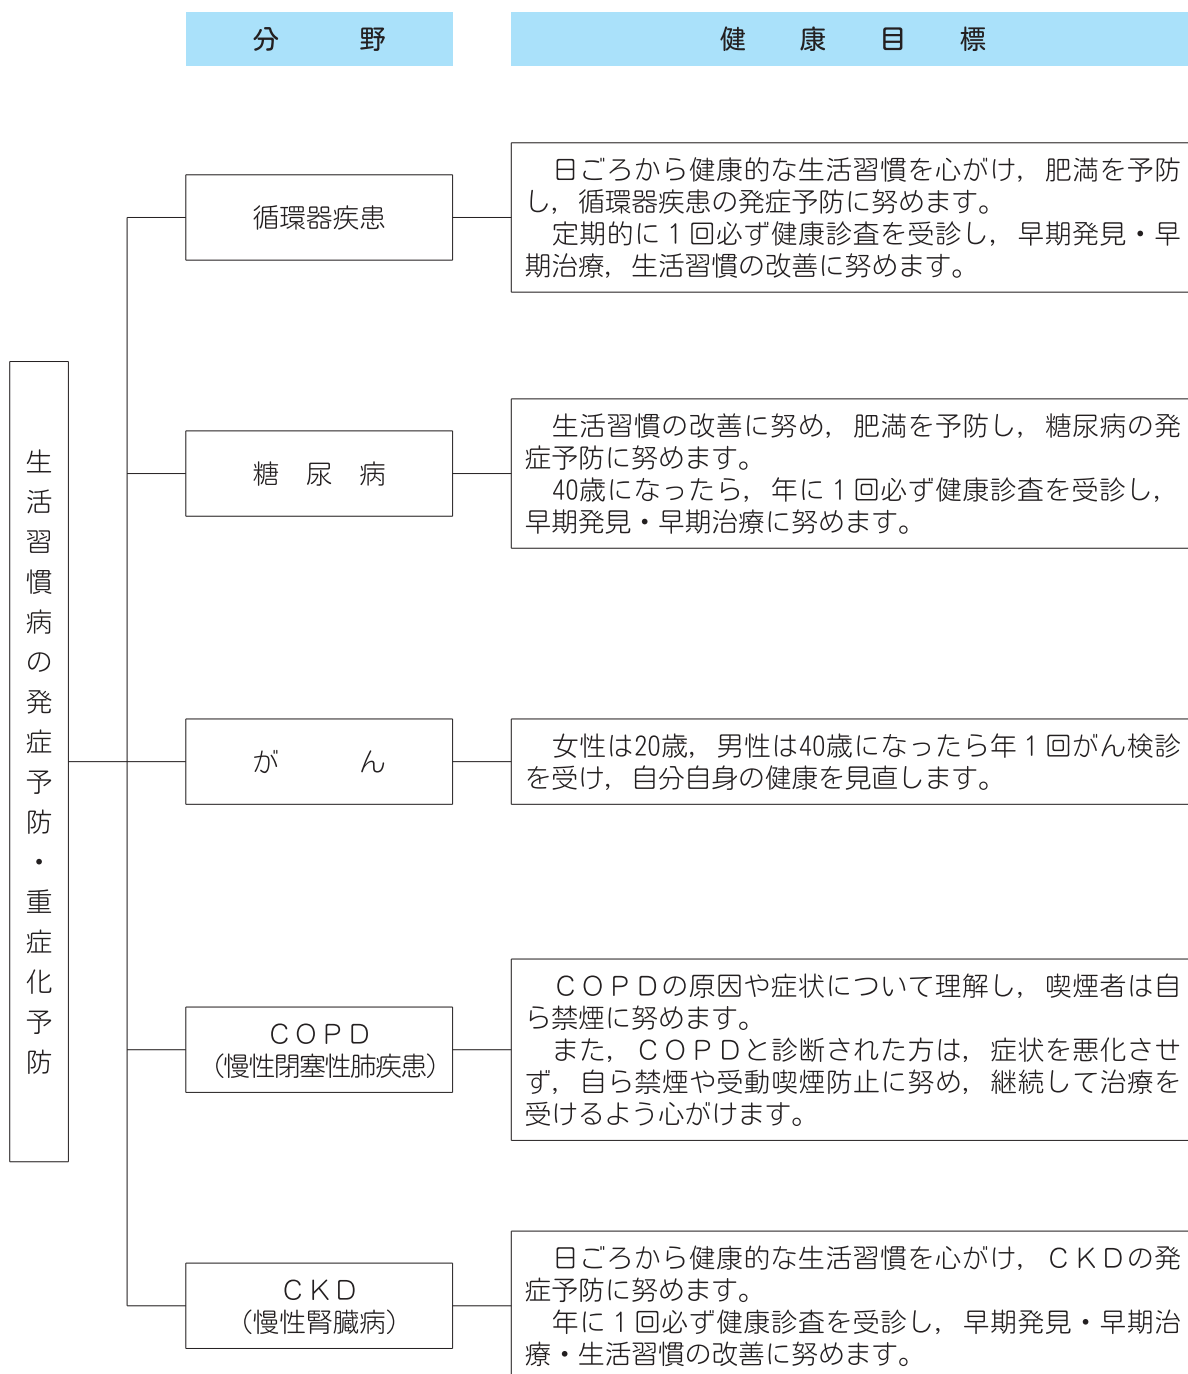 分野
健康目標
生活習慣病の発症予防・重症化予防
循環器疾患
日ごろから健康的な生活習慣を心がけ，肥満を予防
し，循環器疾患の発症予防に努めます。
定期的に１回必ず健康診査を受診し，早期発見・早
期治療，生活習慣の改善に努めます。
糖尿病
生活習慣の改善に努め，肥満を予防し，糖尿病の発
症予防に努めます。
40歳になったら，年に１回必ず健康診査を受診し，
早期発見・早期治療に努めます。
がん
女性は20歳，男性は40歳になったら年１回がん検診
を受け，自分自身の健康を見直します。
ＣＯＰＤ
（慢性閉塞性肺疾患）
ＣＯＰＤの原因や症状について理解し，喫煙者は自
ら禁煙に努めます。
また，ＣＯＰＤと診断された方は，症状を悪化させ
ず，自ら禁煙や受動喫煙防止に努め，継続して治療を
受けるよう心がけます。
ＣＫＤ
（慢性腎臓病）
日ごろから健康的な生活習慣を心がけ，ＣＫＤの発
症予防に努めます。
年に１回必ず健康診査を受診し，早期発見・早期治
療・生活習慣の改善に努めます。